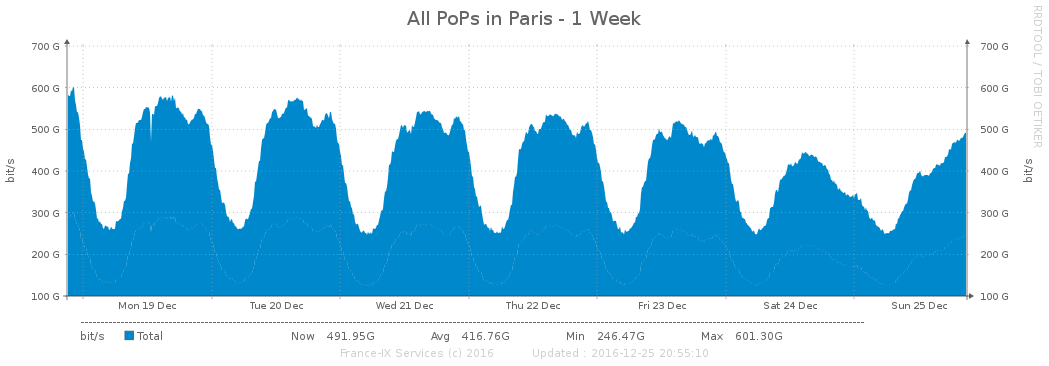 All PoPs in Paris - 1 Week
RRDTOOL / TOBI OETIKER
700 G 700 G
600 G 600 G
500 G 500 G
400 G 400 G
300 G 300 G
200 G 200 G
100 G 100 G
bit/s
bit/s
Mon 19 Dec Tue 20 Dec Wed 21 Dec Thu 22 Dec Fri 23 Dec Sat 24 Dec Sun 25 Dec
bit/s Total Now 491.95G Avg 416.76G Min 246.47G Max 601.30G
France-IX Services (c) 2016 Updated : 2016-12-25 20:55:10